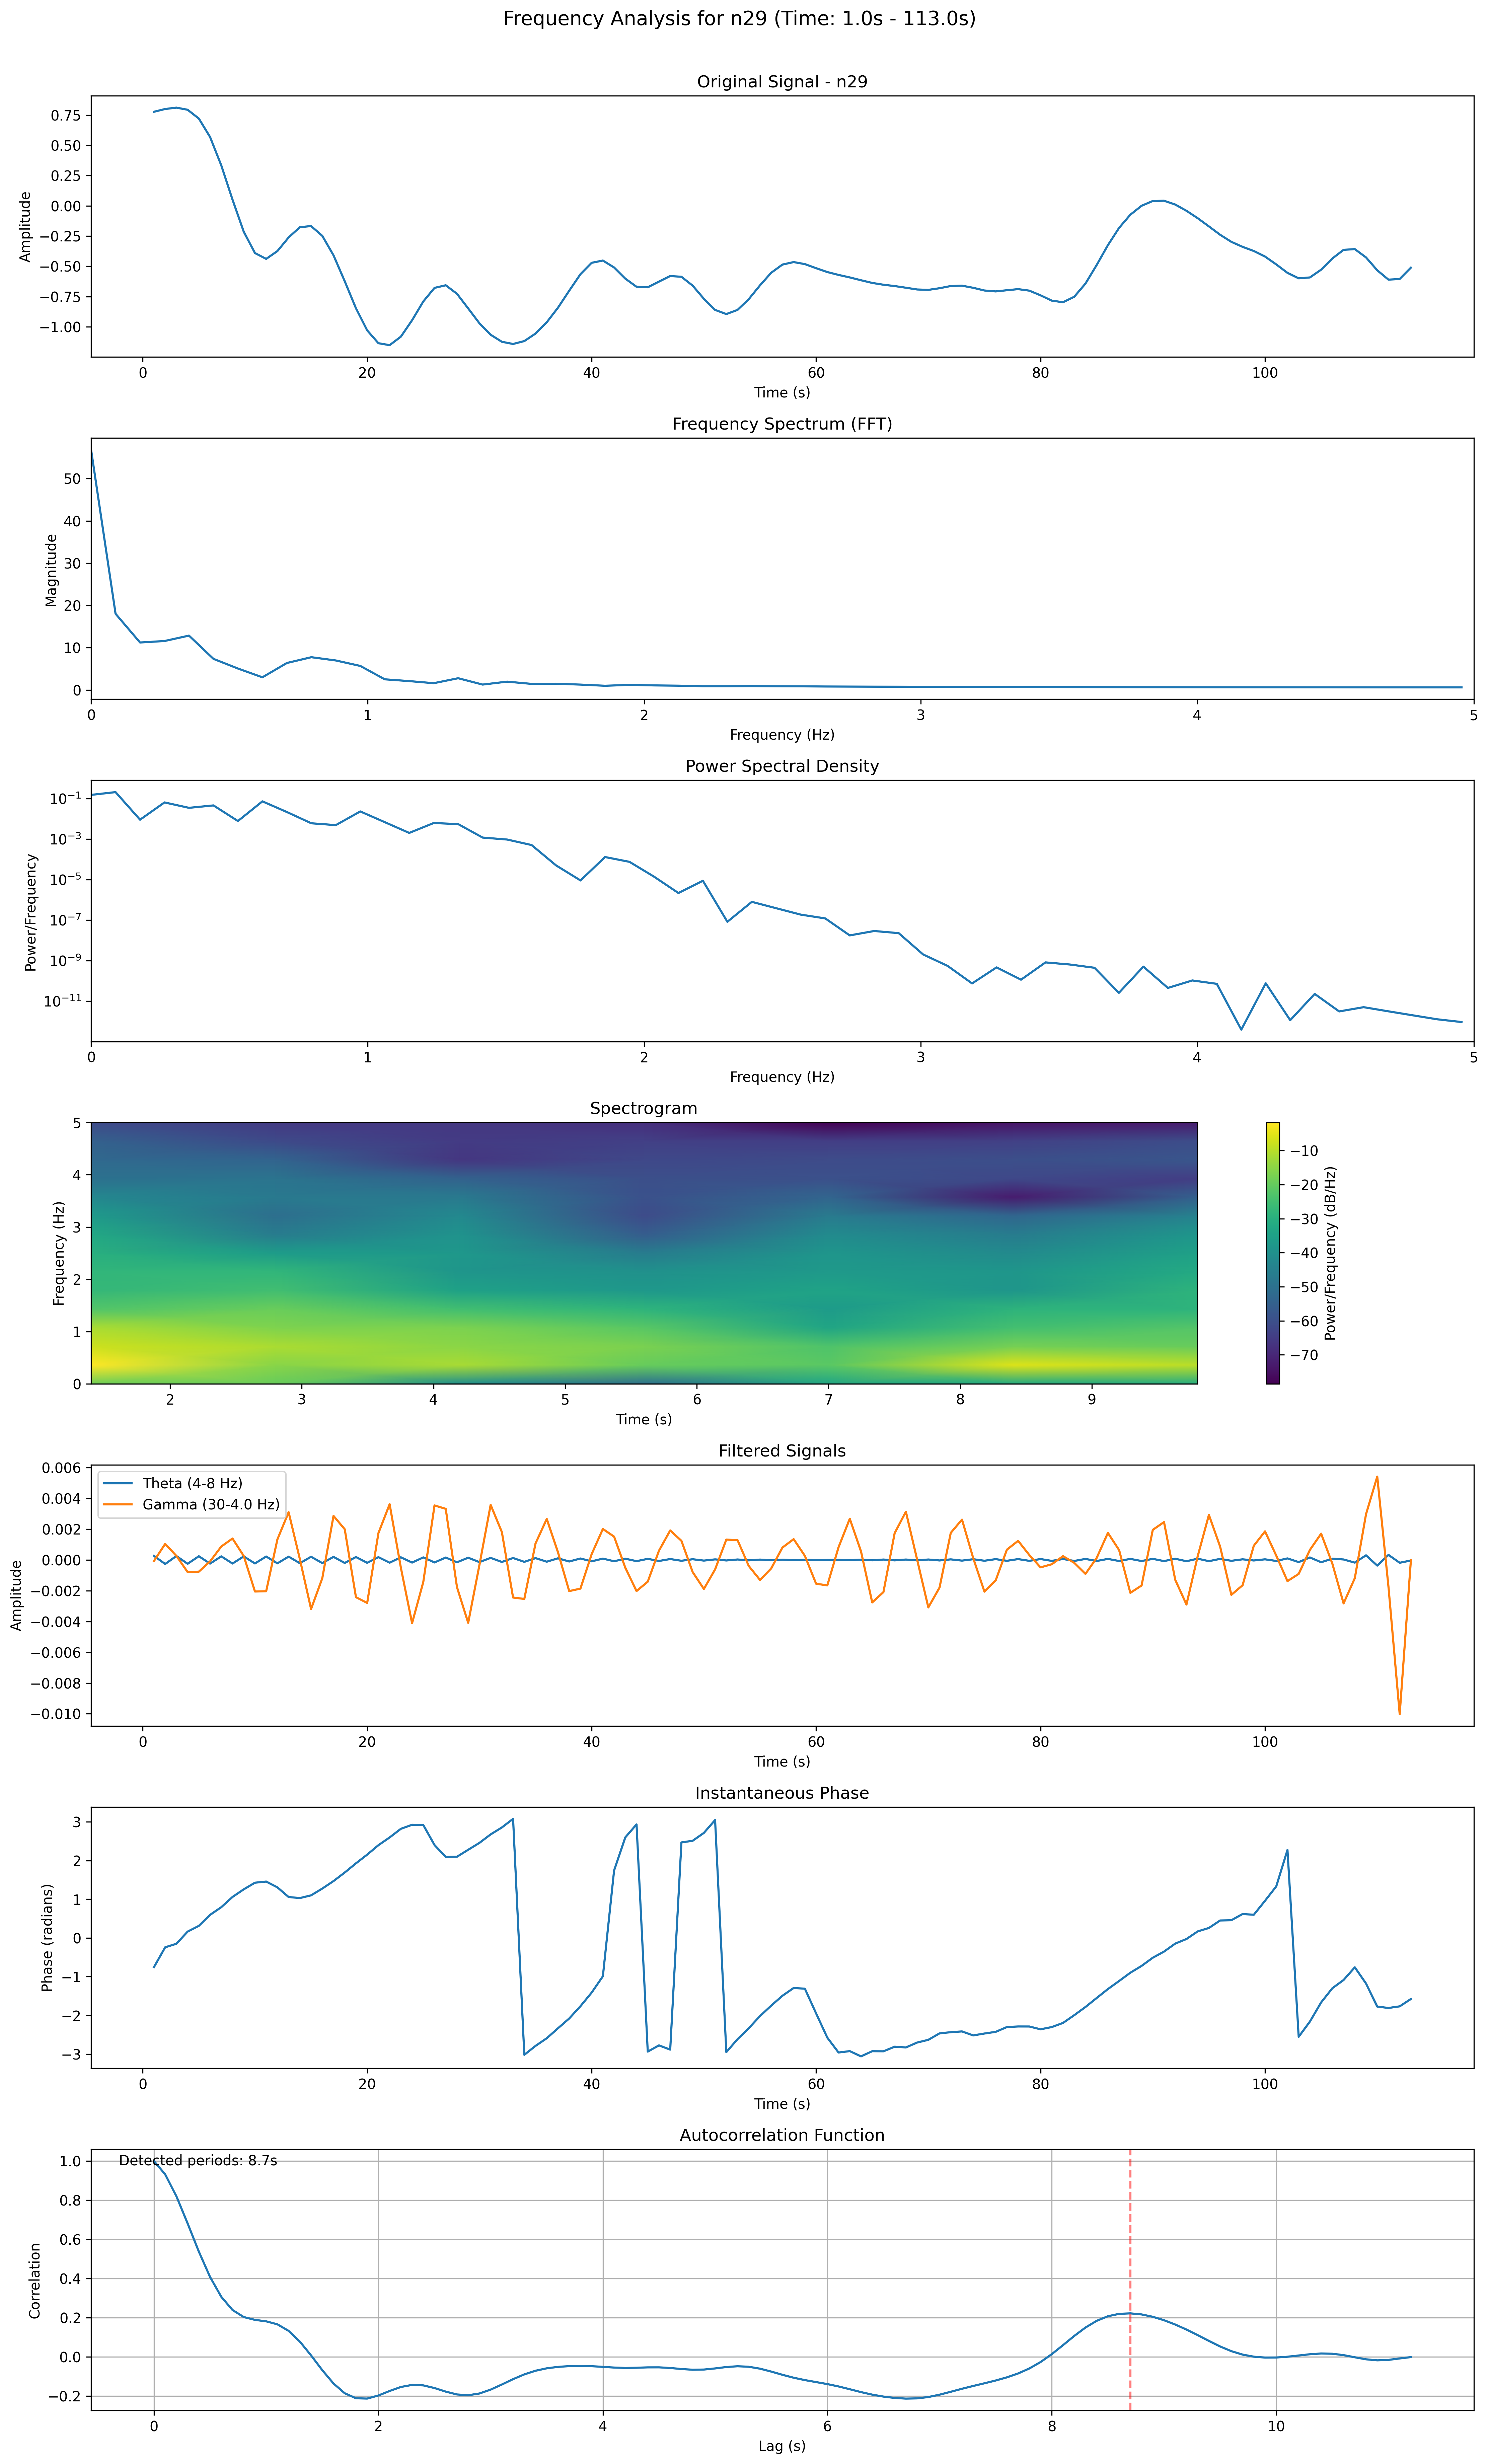 Frequency Analysis for n29 (Time: 1.0s - 113.0s)
Original Signal - n29
0.75
0.50
0.25
0.00
−0.25
−0.50
−0.75
−1.00
Amplitude
0 20 40 60 80 100
Time (s)
Frequency Spectrum (FFT)
50
40
30
20
10
0
Magnitude
0 1 2 3 4 5
Frequency (Hz)
Power Spectral Density
10⁻¹
10⁻³
10⁻⁵
10⁻⁷
10⁻⁹
10⁻¹¹
Power/Frequency
0 1 2 3 4 5
Frequency (Hz)
Spectrogram
5
4
3
2
1
0
Frequency (Hz)
2 3 4 5 6 7 8 9
Time (s)
−10
−20
−30
−40
−50
−60
−70
Power/Frequency (dB/Hz)
Filtered Signals
Theta (4-8 Hz)
Gamma (30-4.0 Hz)
0.006
0.004
0.002
0.000
−0.002
−0.004
−0.006
−0.008
−0.010
Amplitude
0 20 40 60 80 100
Time (s)
Instantaneous Phase
3
2
1
0
−1
−2
−3
Phase (radians)
0 20 40 60 80 100
Time (s)
Autocorrelation Function
Detected periods: 8.7s
1.0
0.8
0.6
0.4
0.2
0.0
−0.2
Correlation
0 2 4 6 8 10
Lag (s)